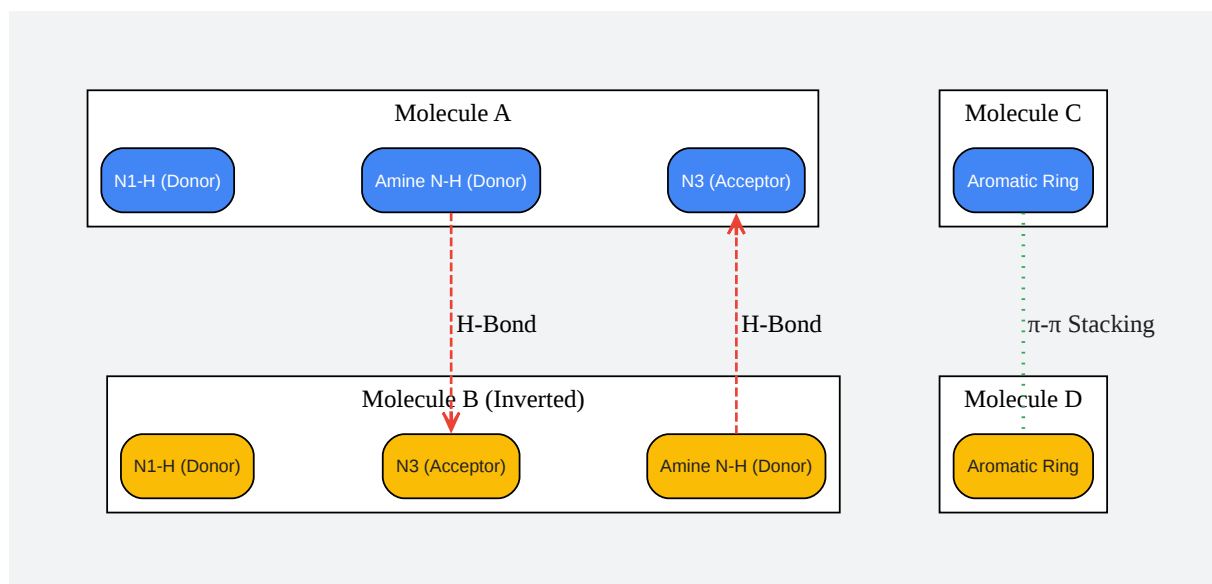 Molecule A
Molecule C
N1-H (Donor)
Amine N-H (Donor)
N3 (Acceptor)
Aromatic Ring
H-Bond
H-Bond
π-π Stacking
Molecule B (Inverted)
Molecule D
N1-H (Donor)
N3 (Acceptor)
Amine N-H (Donor)
Aromatic Ring